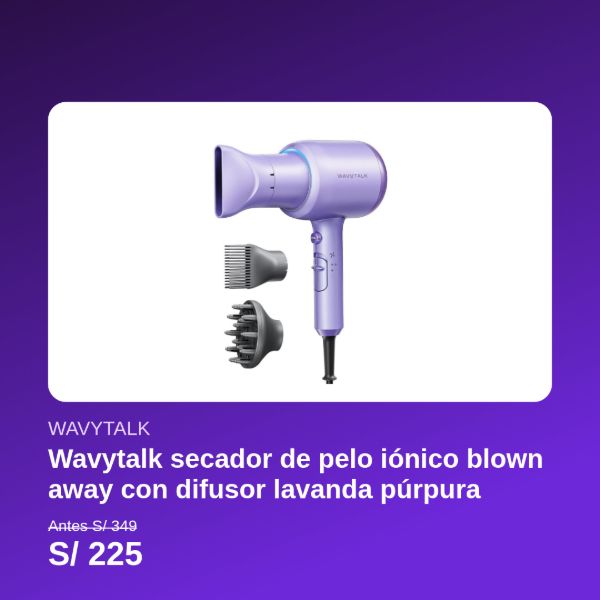 WAVYTALK
WAVYTALK
Wavytalk secador de pelo iónico blown
away con difusor lavanda púrpura
Antes S/ 349
S/ 225